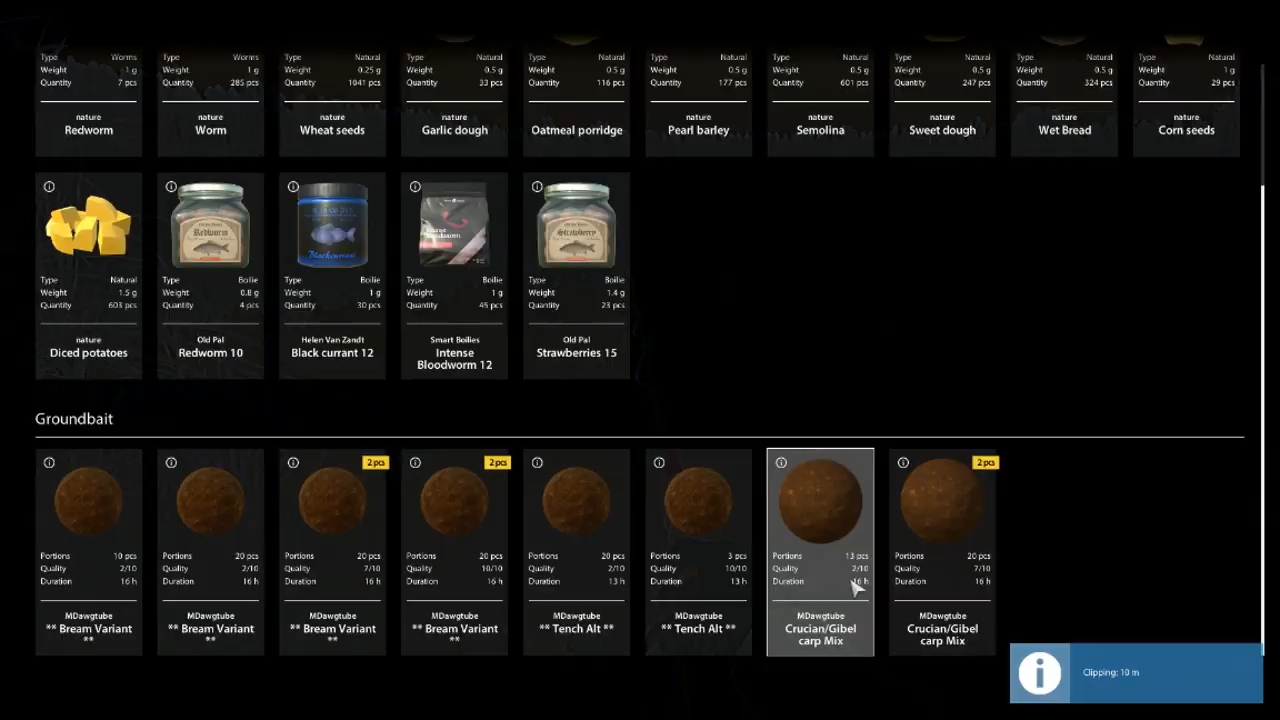 Type Worms Type Worms Type Natural Type Natural Type Natural Type Natural Type Natural Type Natural Type Natural Type Natural
Weight 1 g Weight 1 g Weight 0.25 g Weight 0.5 g Weight 0.5 g Weight 0.5 g Weight 0.5 g Weight 0.5 g Weight 0.5 g Weight 1 g
Quantity 7 pcs Quantity 285 pcs Quantity 1041 pcs Quantity 33 pcs Quantity 116 pcs Quantity 177 pcs Quantity 601 pcs Quantity 247 pcs Quantity 324 pcs Quantity 29 pcs
nature nature nature nature nature nature nature nature nature
Redworm Worm Wheat seeds Garlic dough Oatmeal porridge Pearl barley Semolina Sweet dough Wet Bread Corn seeds
Redworm Blackcurrant Strawberry
Type Natural Type Boilie Type Boilie Type Boilie Type Boilie
Weight 1.5 g Weight 0.8 g Weight 1 g Weight 1 g Weight 1.4 g
Quantity 603 pcs Quantity 4 pcs Quantity 30 pcs Quantity 45 pcs Quantity 23 pcs
nature Old Pal Helen Van Zandt Smart Boilies Old Pal
Diced potatoes Redworm 10 Black currant 12 Intense Strawberries 15
Bloodworm 12
Groundbait
2 pcs 2 pcs 2 pcs
Portions 10 pcs Portions 20 pcs Portions 20 pcs Portions 20 pcs Portions 20 pcs Portions 3 pcs Portions 13 pcs Portions 20 pcs
Quality 2/10 Quality 2/10 Quality 7/10 Quality 10/10 Quality 2/10 Quality 10/10 Quality 2/10 Quality 7/10
Duration 16 h Duration 16 h Duration 16 h Duration 16 h Duration 13 h Duration 13 h Duration 16 h Duration 16 h
MDawgtube MDawgtube MDawgtube MDawgtube MDawgtube MDawgtube MDawgtube MDawgtube
** Bream Variant ** Bream Variant ** Bream Variant ** Bream Variant ** Tench Alt ** ** Tench Alt ** Crucian/Gibel Crucian/Gibel
** ** ** ** carp Mix carp Mix
Clipping: 10 m